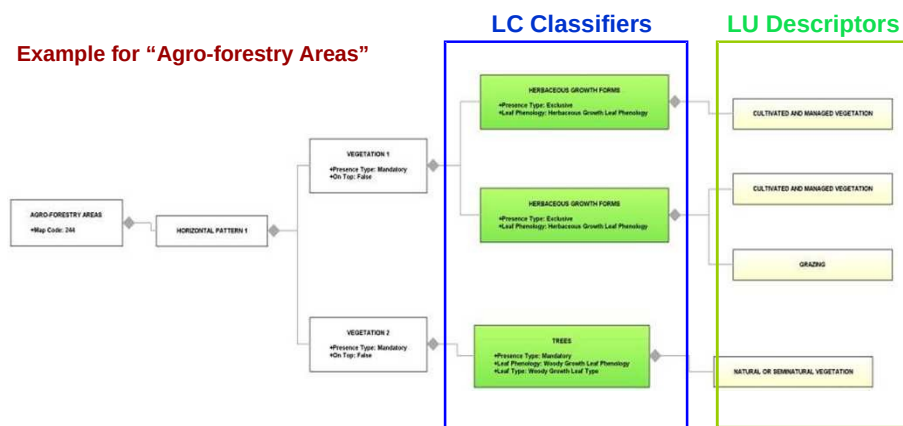 LC Classifiers
LU Descriptors
Example for “Agro-forestry Areas”
AGRO-FORESTRY AREAS
+Map Code: 244
HORIZONTAL PATTERN 1
VEGETATION 1
+Presence Type: Mandatory
+On Top: False
VEGETATION 2
+Presence Type: Mandatory
+On Top: False
HERBACEOUS GROWTH FORMS
+Presence Type: Exclusive
+Leaf Phenology: Herbaceous Growth Leaf Phenology
HERBACEOUS GROWTH FORMS
+Presence Type: Exclusive
+Leaf Phenology: Herbaceous Growth Leaf Phenology
TREES
+Presence Type: Mandatory
+Leaf Phenology: Woody Growth Leaf Phenology
+Leaf Type: Woody Growth Leaf Type
CULTIVATED AND MANAGED VEGETATION
CULTIVATED AND MANAGED VEGETATION
GRAZING
NATURAL OR SEMINATURAL VEGETATION